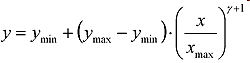 y = y_min + (y_max − y_min) · (x / x_max)^(γ+1)